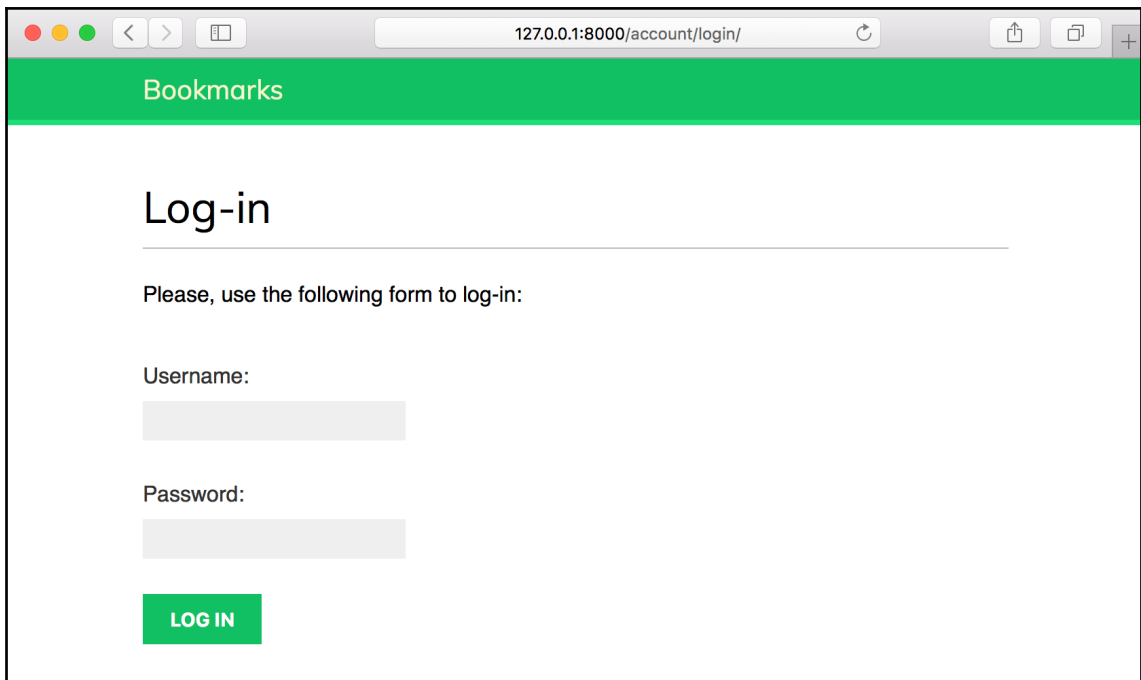 127.0.0.1:8000/account/login/
Bookmarks
Log-in
Please, use the following form to log-in:
Username:
Password:
LOG IN